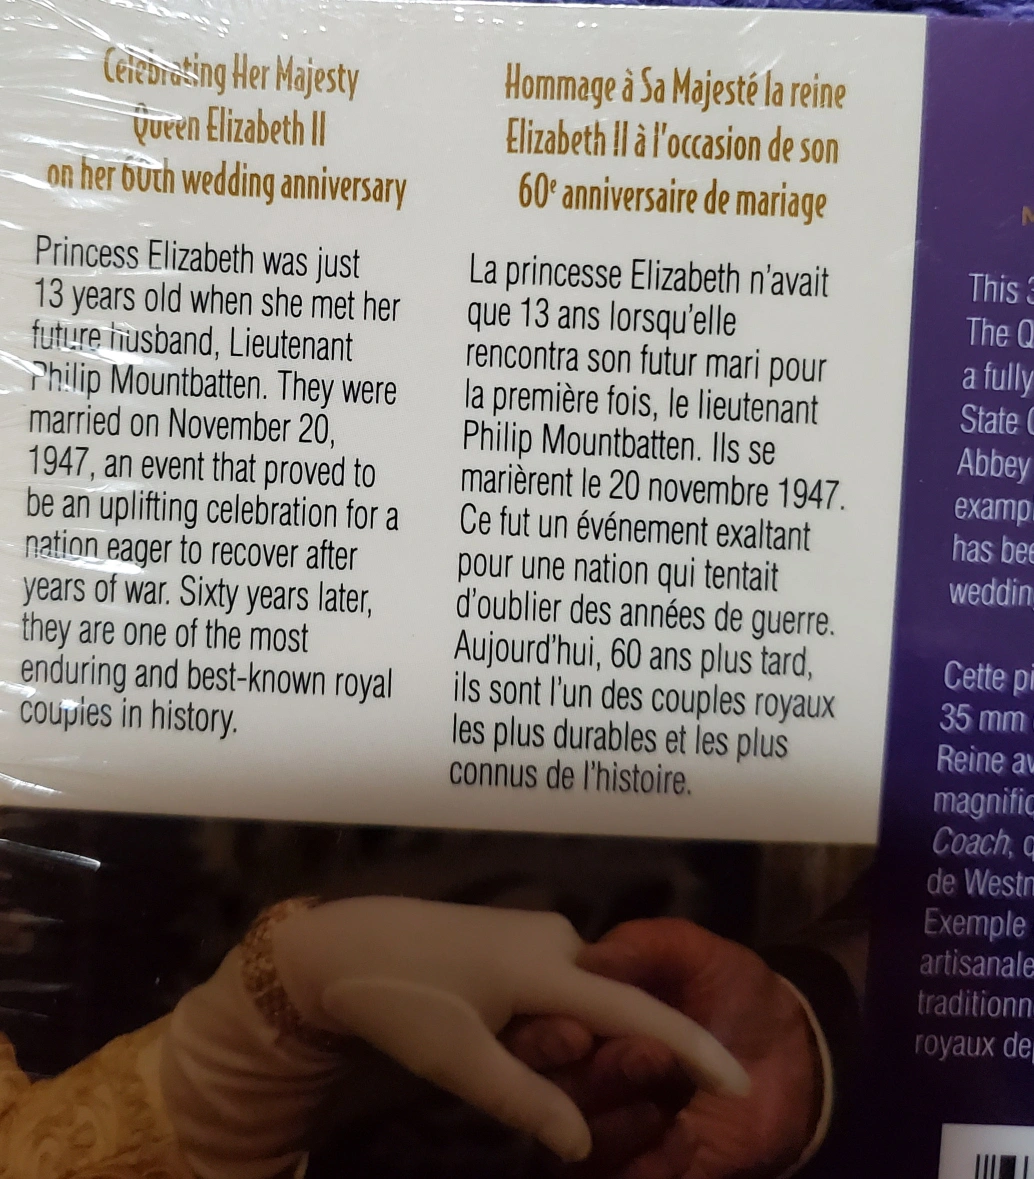 Celebrating Her Majesty
Queen Elizabeth II
on her 60th wedding anniversary
Princess Elizabeth was just
13 years old when she met her
future husband, Lieutenant
Philip Mountbatten. They were
married on November 20,
1947, an event that proved to
be an uplifting celebration for a
nation eager to recover after
years of war. Sixty years later,
they are one of the most
enduring and best-known royal
couples in history.
Hommage à Sa Majesté la reine
Elizabeth II à l'occasion de son
60e anniversaire de mariage
La princesse Elizabeth n'avait
que 13 ans lorsqu'elle
rencontra son futur mari pour
la première fois, le lieutenant
Philip Mountbatten. Ils se
marièrent le 20 novembre 1947.
Ce fut un événement exaltant
pour une nation qui tentait
d'oublier des années de guerre.
Aujourd'hui, 60 ans plus tard,
ils sont l'un des couples royaux
les plus durables et les plus
connus de l'histoire.
This
The Q
a fully
State
Abbey
examp
has bee
weddin
Cette pi
35 mm
Reine av
magnific
Coach,
de Westm
Exemple
artisanale
traditionn
royaux de